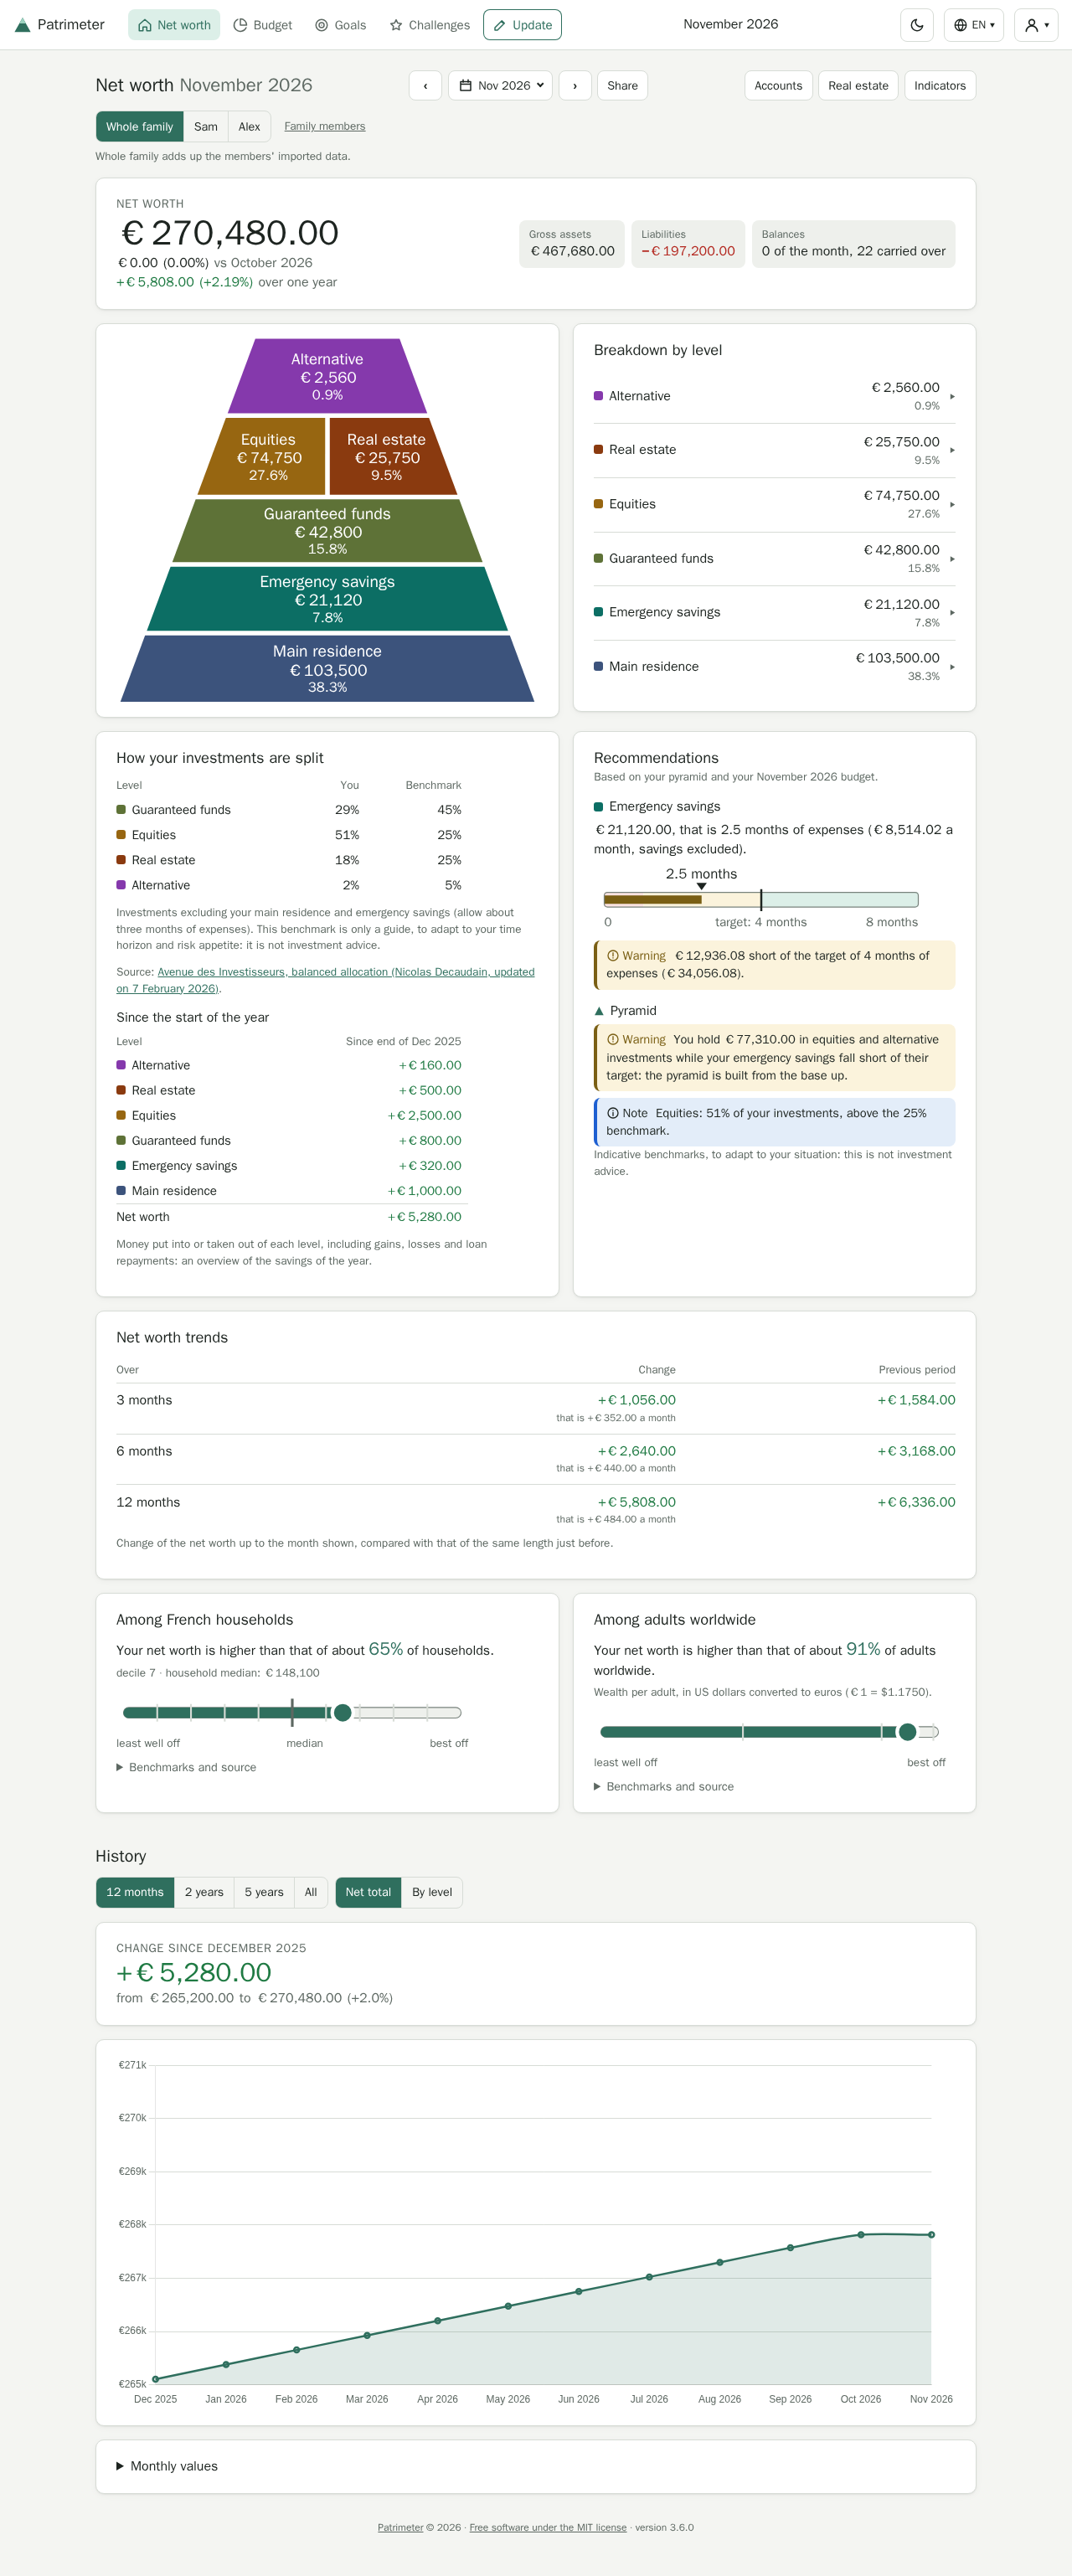 Patrimeter
Net worth
Budget
Goals
Challenges
Update
November 2026
EN ▾
▾
Net worth November 2026
‹
Nov 2026
›
Share
Accounts
Real estate
Indicators
Whole family
Sam
Alex
Family members
Whole family adds up the members' imported data.
NET WORTH
€ 270,480.00
€ 0.00 (0.00%) vs October 2026
+€ 5,808.00 (+2.19%) over one year
Gross assets
€ 467,680.00
Liabilities
−€ 197,200.00
Balances
0 of the month, 22 carried over
Alternative
€ 2,560
0.9%
Equities
€ 74,750
27.6%
Real estate
€ 25,750
9.5%
Guaranteed funds
€ 42,800
15.8%
Emergency savings
€ 21,120
7.8%
Main residence
€ 103,500
38.3%
Breakdown by level
Alternative
€ 2,560.00
0.9%
Real estate
€ 25,750.00
9.5%
Equities
€ 74,750.00
27.6%
Guaranteed funds
€ 42,800.00
15.8%
Emergency savings
€ 21,120.00
7.8%
Main residence
€ 103,500.00
38.3%
How your investments are split
Level You Benchmark
Guaranteed funds 29% 45%
Equities 51% 25%
Real estate 18% 25%
Alternative 2% 5%
Investments excluding your main residence and emergency savings (allow about
three months of expenses). This benchmark is only a guide, to adapt to your time
horizon and risk appetite: it is not investment advice.
Source: Avenue des Investisseurs, balanced allocation (Nicolas Decaudain, updated
on 7 February 2026).
Since the start of the year
Level Since end of Dec 2025
Alternative +€ 160.00
Real estate +€ 500.00
Equities +€ 2,500.00
Guaranteed funds +€ 800.00
Emergency savings +€ 320.00
Main residence +€ 1,000.00
Net worth +€ 5,280.00
Money put into or taken out of each level, including gains, losses and loan
repayments: an overview of the savings of the year.
Recommendations
Based on your pyramid and your November 2026 budget.
Emergency savings
€ 21,120.00, that is 2.5 months of expenses (€ 8,514.02 a
month, savings excluded).
2.5 months
0 target: 4 months 8 months
Warning € 12,936.08 short of the target of 4 months of
expenses (€ 34,056.08).
Pyramid
Warning You hold € 77,310.00 in equities and alternative
investments while your emergency savings fall short of their
target: the pyramid is built from the base up.
Note Equities: 51% of your investments, above the 25%
benchmark.
Indicative benchmarks, to adapt to your situation: this is not investment
advice.
Net worth trends
Over Change Previous period
3 months +€ 1,056.00 +€ 1,584.00
that is +€ 352.00 a month
6 months +€ 2,640.00 +€ 3,168.00
that is +€ 440.00 a month
12 months +€ 5,808.00 +€ 6,336.00
that is +€ 484.00 a month
Change of the net worth up to the month shown, compared with that of the same length just before.
Among French households
Your net worth is higher than that of about 65% of households.
decile 7 · household median: € 148,100
least well off median best off
▶ Benchmarks and source
Among adults worldwide
Your net worth is higher than that of about 91% of adults
worldwide.
Wealth per adult, in US dollars converted to euros (€ 1 = $1.1750).
least well off best off
▶ Benchmarks and source
History
12 months
2 years
5 years
All
Net total
By level
CHANGE SINCE DECEMBER 2025
+€ 5,280.00
from € 265,200.00 to € 270,480.00 (+2.0%)
€271k
€270k
€269k
€268k
€267k
€266k
€265k
Dec 2025 Jan 2026 Feb 2026 Mar 2026 Apr 2026 May 2026 Jun 2026 Jul 2026 Aug 2026 Sep 2026 Oct 2026 Nov 2026
▶ Monthly values
Patrimeter © 2026 · Free software under the MIT license · version 3.6.0